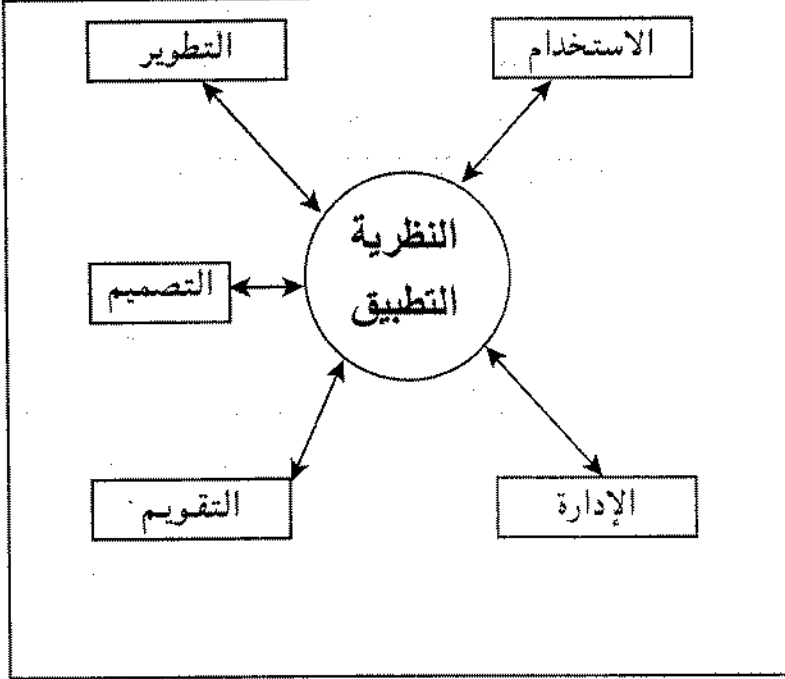 الاستخدام
التطوير
النظرية
التطبيق
التصميم
الإدارة
التقويم